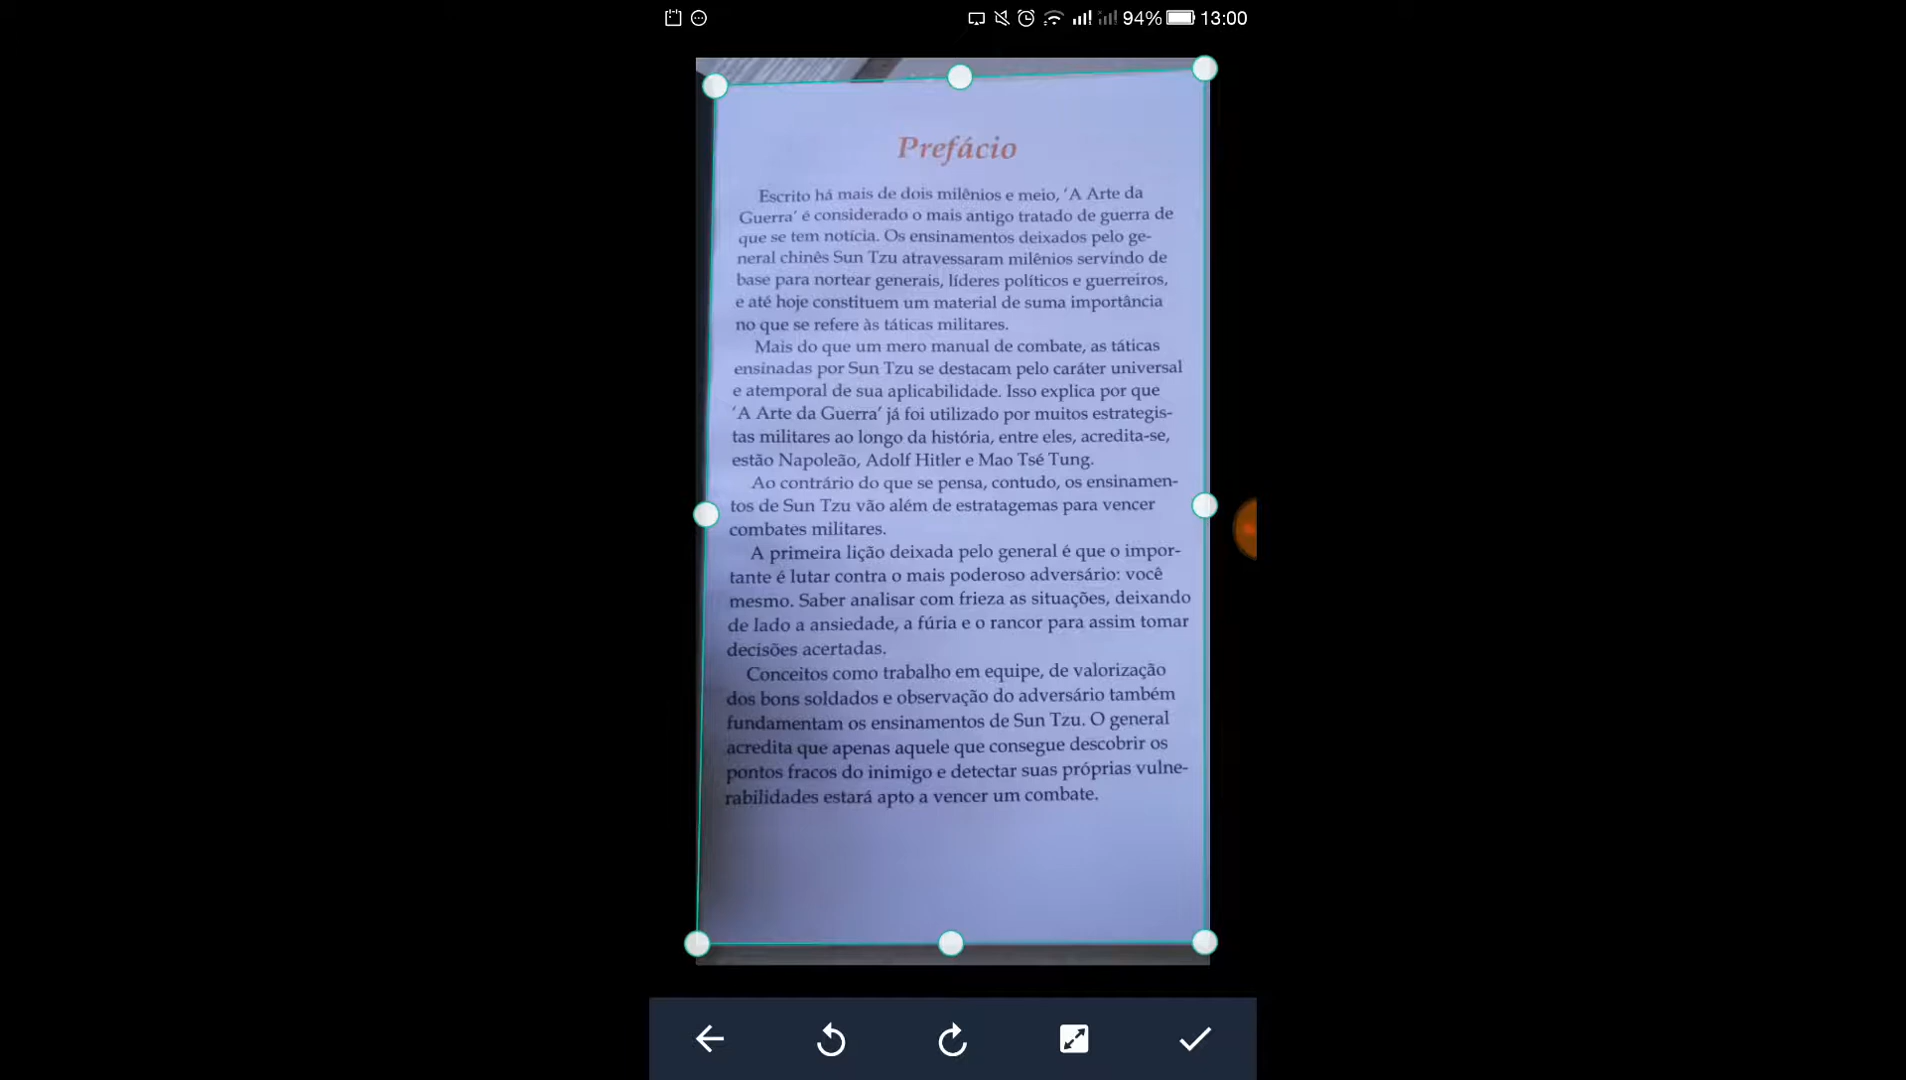 94% 13:00
Prefácio
Escrito há mais de dois milênios e meio, ‘A Arte da
Guerra’ é considerado o mais antigo tratado de guerra de
que se tem notícia. Os ensinamentos deixados pelo ge-
neral chinês Sun Tzu atravessaram milênios servindo de
base para nortear generais, líderes políticos e guerreiros,
e até hoje constituem um material de suma importância
no que se refere às táticas militares.
Mais do que um mero manual de combate, as táticas
ensinadas por Sun Tzu se destacam pelo caráter universal
e atemporal de sua aplicabilidade. Isso explica por que
‘A Arte da Guerra’ já foi utilizado por muitos estrategis-
tas militares ao longo da história, entre eles, acredita-se,
estão Napoleão, Adolf Hitler e Mao Tsé Tung.
Ao contrário do que se pensa, contudo, os ensinamen-
tos de Sun Tzu vão além de estratagemas para vencer
combates militares.
A primeira lição deixada pelo general é que o impor-
tante é lutar contra o mais poderoso adversário: você
mesmo. Saber analisar com frieza as situações, deixando
de lado a ansiedade, a fúria e o rancor para assim tomar
decisões acertadas.
Conceitos como trabalho em equipe, de valorização
dos bons soldados e observação do adversário também
fundamentam os ensinamentos de Sun Tzu. O general
acredita que apenas aquele que consegue descobrir os
pontos fracos do inimigo e detectar suas próprias vulne-
rabilidades estará apto a vencer um combate.